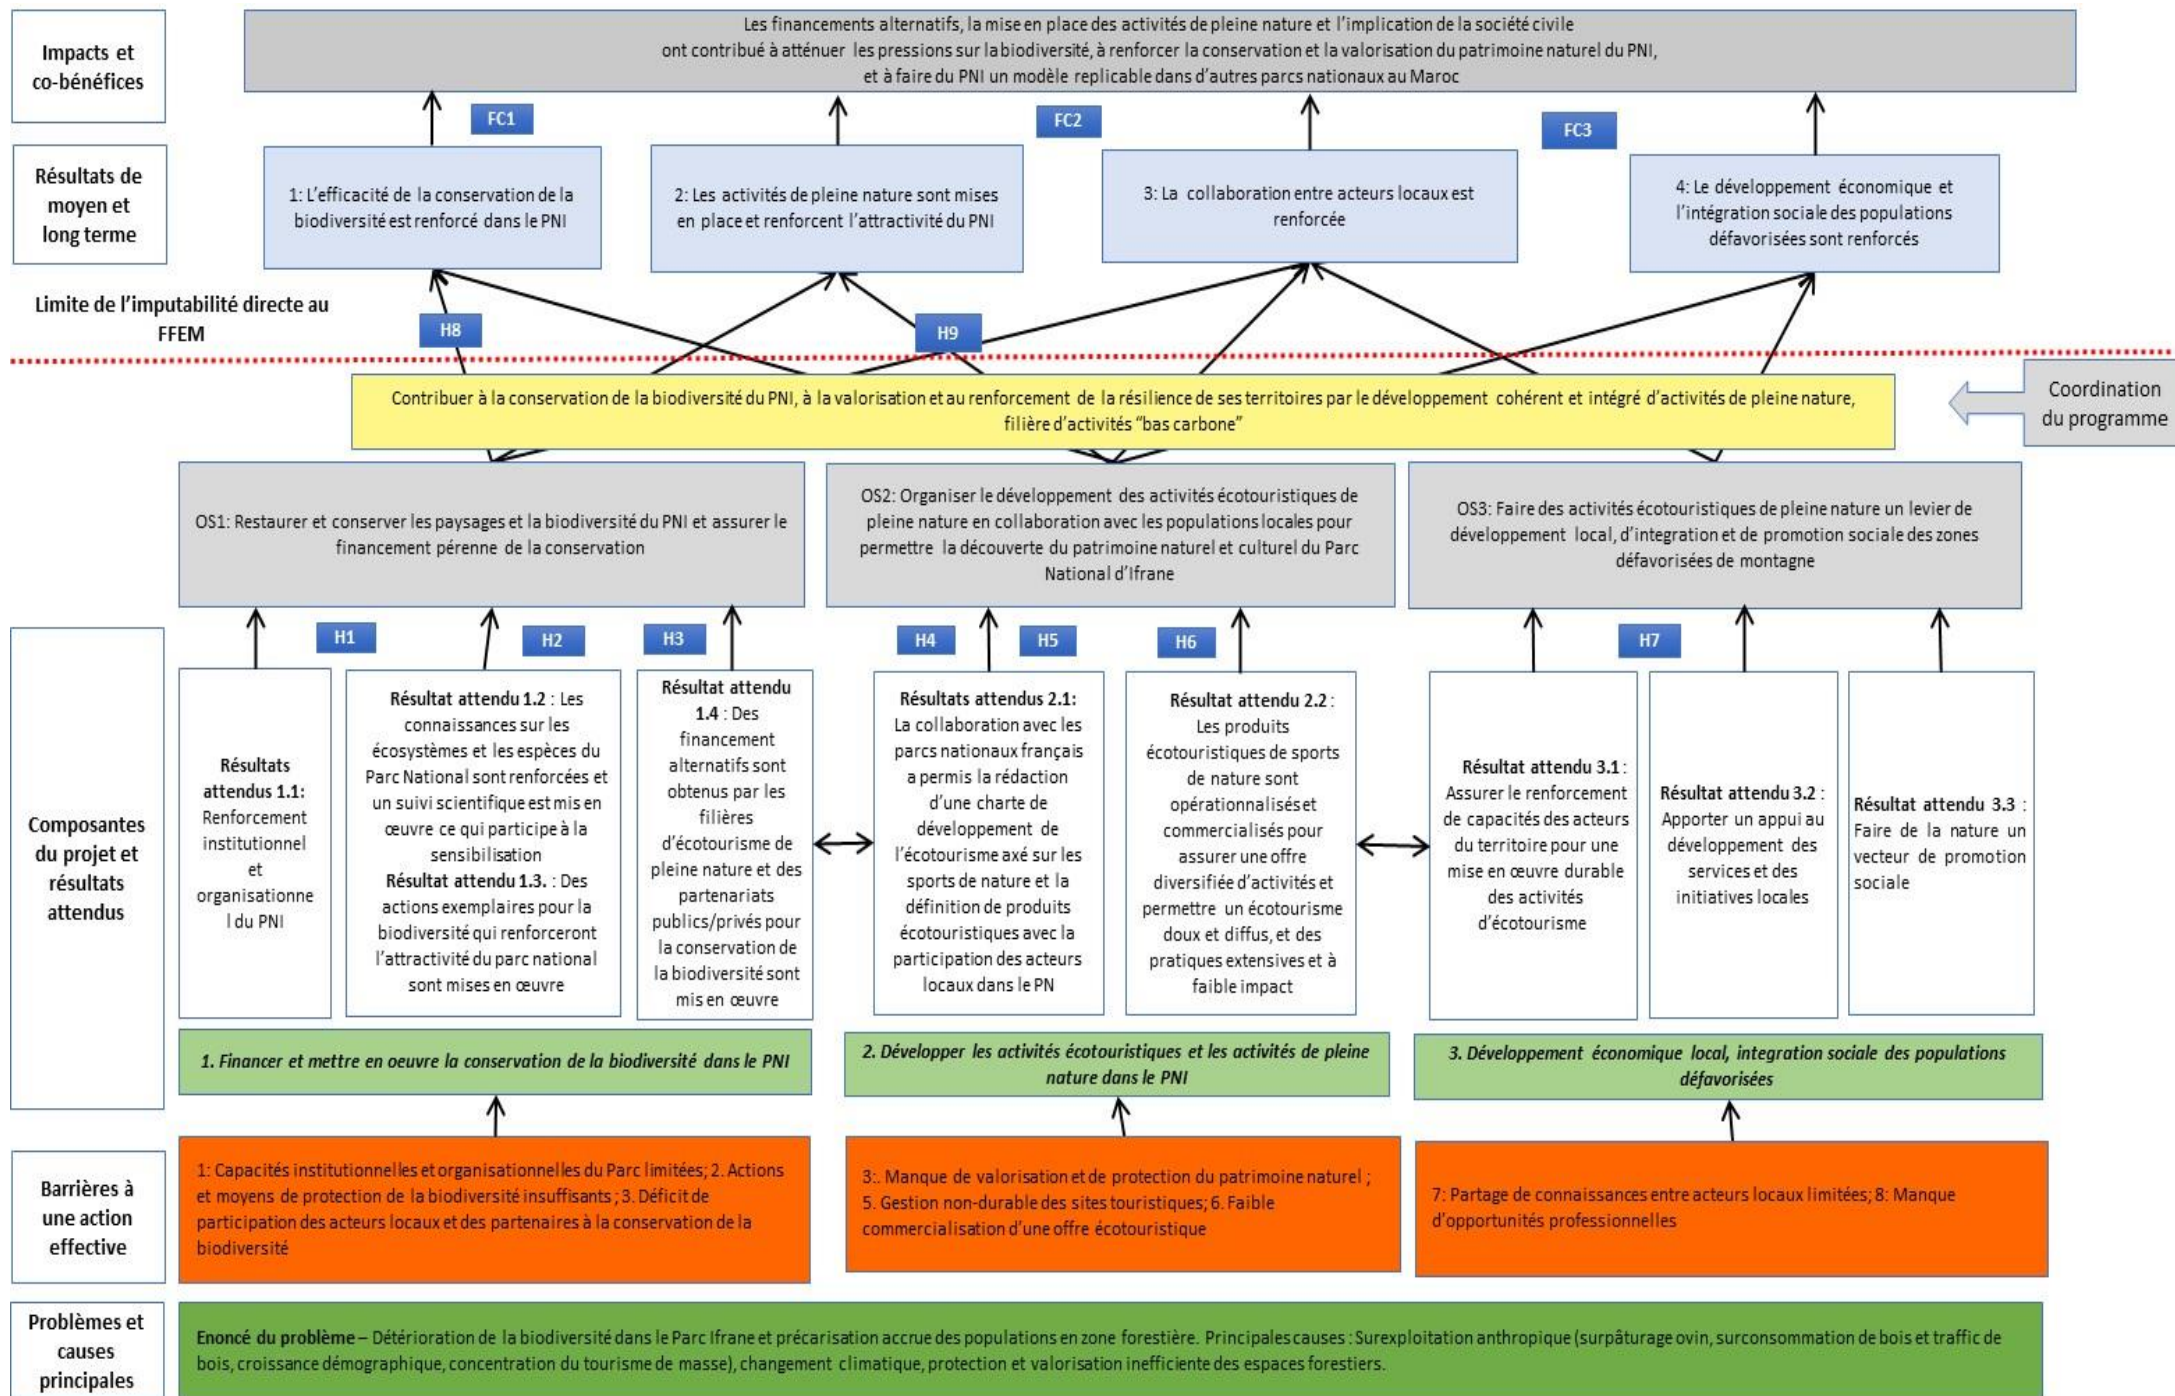 Impacts et
co-bénéfices
Les financements alternatifs, la mise en place des activités de pleine nature et l'implication de la société civile
ont contribué à atténuer les pressions sur la biodiversité, à renforcer la conservation et la valorisation du patrimoine naturel du PNI,
et à faire du PNI un modèle replicable dans d'autres parcs nationaux au Maroc
FC1
FC2
FC3
Résultats de
moyen et
long terme
1: L'efficacité de la conservation de la
biodiversité est renforcé dans le PNI
2: Les activités de pleine nature sont mises
en place et renforcent l'attractivité du PNI
3: La collaboration entre acteurs locaux est
renforcée
4: Le développement économique et
l'intégration sociale des populations
défavorisées sont renforcés
Limite de l'imputabilité directe au
FFEM
H8
H9
Contribuer à la conservation de la biodiversité du PNI, à la valorisation et au renforcement de la résilience de ses territoires par le développement cohérent et intégré d'activités de pleine nature,
filière d'activités "bas carbone"
Coordination
du programme
OS1: Restaurer et conserver les paysages et la biodiversité du PNI et assurer le
financement pérenne de la conservation
OS2: Organiser le développement des activités écotouristiques de
pleine nature en collaboration avec les populations locales pour
permettre la découverte du patrimoine naturel et culturel du Parc
National d'Ifrane
OS3: Faire des activités écotouristiques de pleine nature un levier de
développement local, d'integration et de promotion sociale des zones
défavorisées de montagne
H1
H2
H3
H4
H5
H6
H7
Composantes
du projet et
résultats
attendus
Résultats
attendus 1.1:
Renforcement
institutionnel
et
organisationne
l du PNI
Résultat attendu 1.2 : Les
connaissances sur les
écosystèmes et les espèces du
Parc National sont renforcées et
un suivi scientifique est mis en
œuvre ce qui participe à la
sensibilisation
Résultat attendu 1.3. : Des
actions exemplaires pour la
biodiversité qui renforceront
l'attractivité du parc national
sont mises en œuvre
Résultat attendu
1.4 : Des
financement
alternatifs sont
obtenus par les
filières
d'écotourisme de
pleine nature et des
partenariats
publics/privés pour
la conservation de
la biodiversité sont
mis en œuvre
Résultats attendus 2.1:
La collaboration avec les
parcs nationaux français
a permis la rédaction
d'une charte de
développement de
l'écotourisme axé sur les
sports de nature et la
définition de produits
écotouristiques avec la
participation des acteurs
locaux dans le PN
Résultat attendu 2.2 :
Les produits
écotouristiques de sports
de nature sont
opérationnalisés et
commercialisés pour
assurer une offre
diversifiée d'activités et
permettre un écotourisme
doux et diffus, et des
pratiques extensives et à
faible impact
Résultat attendu 3.1 :
Assurer le renforcement
de capacités des acteurs
du territoire pour une
mise en œuvre durable
des activités
d'écotourisme
Résultat attendu 3.2 :
Apporter un appui au
développement des
services et des
initiatives locales
Résultat attendu 3.3 :
Faire de la nature un
vecteur de promotion
sociale
1. Financer et mettre en oeuvre la conservation de la biodiversité dans le PNI
2. Développer les activités écotouristiques et les activités de pleine
nature dans le PNI
3. Développement économique local, integration sociale des populations
défavorisées
Barrières à
une action
effective
1: Capacités institutionnelles et organisationnelles du Parc limitées; 2. Actions
et moyens de protection de la biodiversité insuffisants ; 3. Déficit de
participation des acteurs locaux et des partenaires à la conservation de la
biodiversité
3:. Manque de valorisation et de protection du patrimoine naturel ;
5. Gestion non-durable des sites touristiques; 6. Faible
commercialisation d'une offre écotouristique
7: Partage de connaissances entre acteurs locaux limitées; 8: Manque
d'opportunités professionnelles
Problèmes et
causes
principales
Enoncé du problème – Détérioration de la biodiversité dans le Parc Ifrane et précarisation accrue des populations en zone forestière. Principales causes : Surexploitation anthropique (surpâturage ovin, surconsommation de bois et traffic de
bois, croissance démographique, concentration du tourisme de masse), changement climatique, protection et valorisation inefficiente des espaces forestiers.